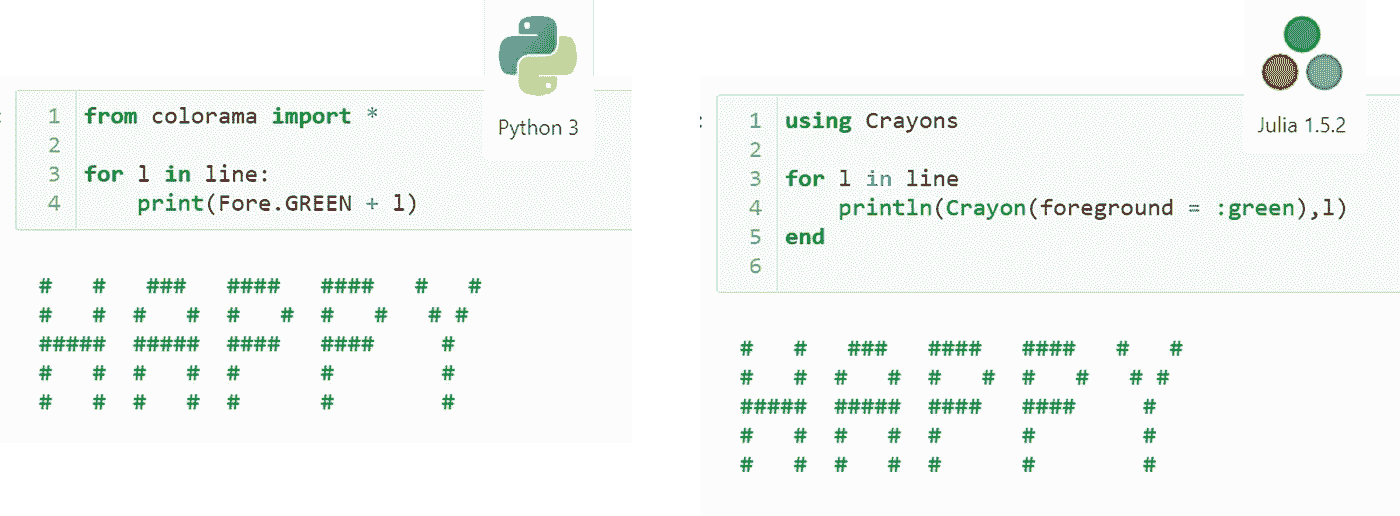 Python 3
1 from colorama import *
2
3 for l in line:
4     print(Fore.GREEN + l)
#   #   ###   ####   ####   #   #
#   #  #   #  #   #  #   #   # #
#####  #####  ####   ####     #
#   #  #   #  #      #        #
#   #  #   #  #      #        #
Julia 1.5.2
:
1 using Crayons
2
3 for l in line
4     println(Crayon(foreground = :green),l)
5 end
6
#   #   ###   ####   ####   #   #
#   #  #   #  #   #  #   #   # #
#####  #####  ####   ####     #
#   #  #   #  #      #        #
#   #  #   #  #      #        #